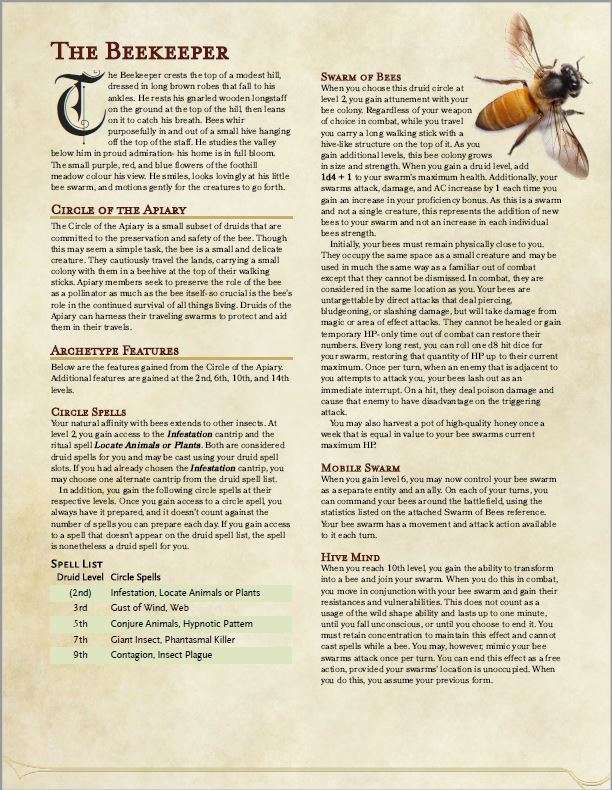 The Beekeeper
The Beekeeper crests the top of a modest hill,
dressed in long brown robes that fall to his
ankles. He rests his gnarled wooden longstaff
on the ground at the top of the hill, then leans
on it to catch his breath. Bees whir
purposefully in and out of a small hive hanging
off the top of the staff. He studies the valley
below him in proud admiration- his home is in full bloom.
The small purple, red, and blue flowers of the foothill
meadow colour his view. He smiles, looks lovingly at his little
bee swarm, and motions gently for the creatures to go forth.
Circle of the Apiary
The Circle of the Apiary is a small subset of druids that are
committed to the preservation and safety of the bee. Though
this may seem a simple task, the bee is a small and delicate
creature. They cautiously travel the lands, carrying a small
colony with them in a beehive at the top of their walking
sticks. Apiary members seek to preserve the role of the bee
as a pollinator as much as the bee itself- so crucial is the bee's
role in the continued survival of all things living. Druids of the
Apiary can harness their traveling swarms to protect and aid
them in their travels.
Archetype Features
Below are the features gained from the Circle of the Apiary.
Additional features are gained at the 2nd, 6th, 10th, and 14th
levels.
Circle Spells
Your natural affinity with bees extends to other insects. At
level 2, you gain access to the Infestation cantrip and the
ritual spell Locate Animals or Plants. Both are considered
druid spells for you and may be cast using your druid spell
slots. If you had already chosen the Infestation cantrip, you
may choose one alternate cantrip from the druid spell list.
In addition, you gain the following circle spells at their
respective levels. Once you gain access to a circle spell, you
always have it prepared, and it doesn't count against the
number of spells you can prepare each day. If you gain access
to a spell that doesn't appear on the druid spell list, the spell
is nonetheless a druid spell for you.
Spell List
Druid Level Circle Spells
(2nd) Infestation, Locate Animals or Plants
3rd Gust of Wind, Web
5th Conjure Animals, Hypnotic Pattern
7th Giant Insect, Phantasmal Killer
9th Contagion, Insect Plague
Swarm of Bees
When you choose this druid circle at
level 2, you gain attunement with your
bee colony. Regardless of your weapon
of choice in combat, while you travel
you carry a long walking stick with a
hive-like structure on the top of it. As you
gain additional levels, this bee colony grows
in size and strength. When you gain a druid level, add
1d4 + 1 to your swarm's maximum health. Additionally, your
swarms attack, damage, and AC increase by 1 each time you
gain an increase in your proficiency bonus. As this is a swarm
and not a single creature, this represents the addition of new
bees to your swarm and not an increase in each individual
bees strength.
Initially, your bees must remain physically close to you.
They occupy the same space as a small creature and may be
used in much the same way as a familiar out of combat
except that they cannot be dismissed. In combat, they are
considered in the same location as you. Your bees are
untargettable by direct attacks that deal piercing,
bludgeoning, or slashing damage, but will take damage from
magic or area of effect attacks. They cannot be healed or gain
temporary HP- only time out of combat can restore their
numbers. Every long rest, you can roll one d8 hit dice for
your swarm, restoring that quantity of HP up to their current
maximum. Once per turn, when an enemy that is adjacent to
you attempts to attack you, your bees lash out as an
immediate interception. On a hit, they deal poison damage and
cause that enemy to have disadvantage on the triggering
attack.
You may also harvest a pot of high-quality honey once a
week that is equal in value to your bee swarms current
maximum HP.
Mobile Swarm
When you gain level 6, you may now control your bee swarm
as a separate entity and an ally. On each of your turns, you
can command your bees around the battlefield, using the
statistics listed on the attached Swarm of Bees reference.
Your bee swarm has a movement and attack action available
to it each turn.
Hive Mind
When you reach 10th level, you gain the ability to transform
into a bee and join your swarm. When you do this in combat,
you move in conjunction with your bee swarm and gain their
resistances and vulnerabilities. This does not count as a
usage of the wild shape ability and lasts up to one minute,
until you fall unconscious, or until you choose to end it. You
must retain concentration to maintain this effect and cannot
cast spells while a bee. You may, however, mimic your bee
swarms attack once per turn. You can end this effect as a free
action, provided your swarms' location is unoccupied. When
you do this, you assume your previous form.